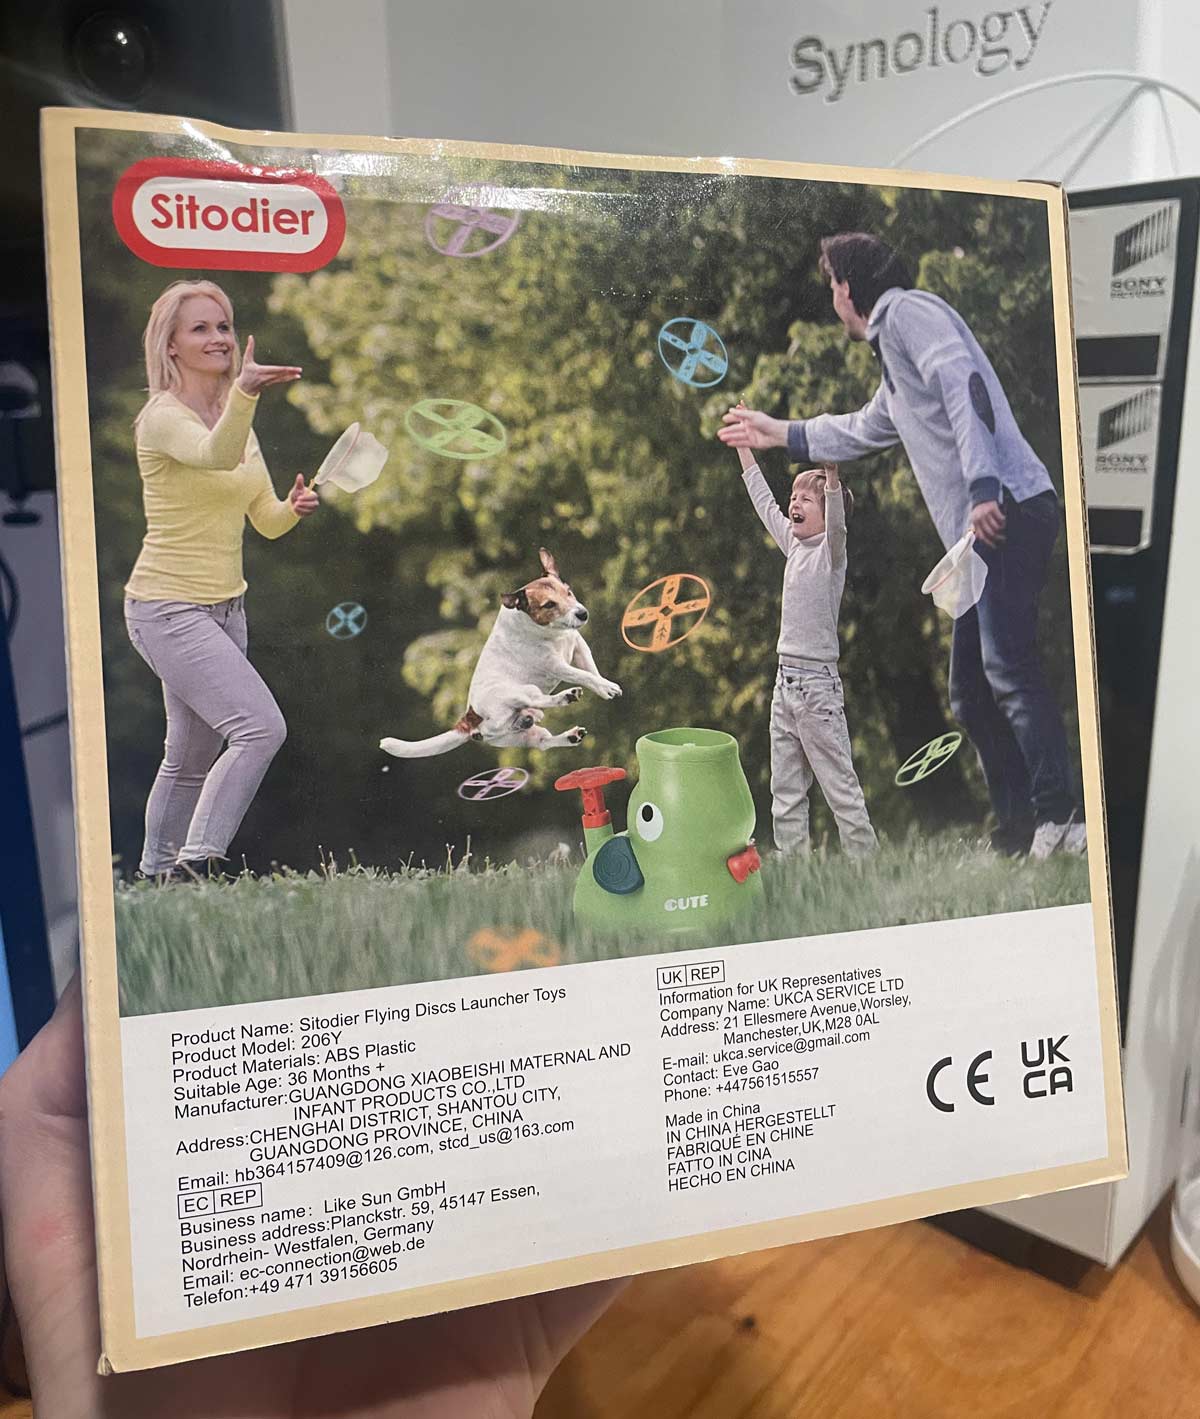 Synology
Sitodier
SONY
PICTURES
SONY
PICTURES
CUTE
Product Name: Sitodier Flying Discs Launcher Toys
Product Model: 206Y
Product Materials: ABS Plastic
Suitable Age: 36 Months +
Manufacturer:GUANGDONG XIAOBEISHI MATERNAL AND
INFANT PRODUCTS CO.,LTD
Address:CHENGHAI DISTRICT, SHANTOU CITY,
GUANGDONG PROVINCE, CHINA
Email: hb364157409@126.com, stcd_us@163.com
EC REP
Business name: Like Sun GmbH
Business address:Planckstr. 59, 45147 Essen,
Nordrhein- Westfalen, Germany
Email: ec-connection@web.de
Telefon:+49 471 39156605
UK REP
Information for UK Representatives
Company Name: UKCA SERVICE LTD
Address: 21 Ellesmere Avenue,Worsley,
Manchester,UK,M28 0AL
E-mail: ukca.service@gmail.com
Contact: Eve Gao
Phone: +447561515557
Made in China
IN CHINA HERGESTELLT
FABRIQUÉ EN CHINE
FATTO IN CINA
HECHO EN CHINA
CE
UK
CA